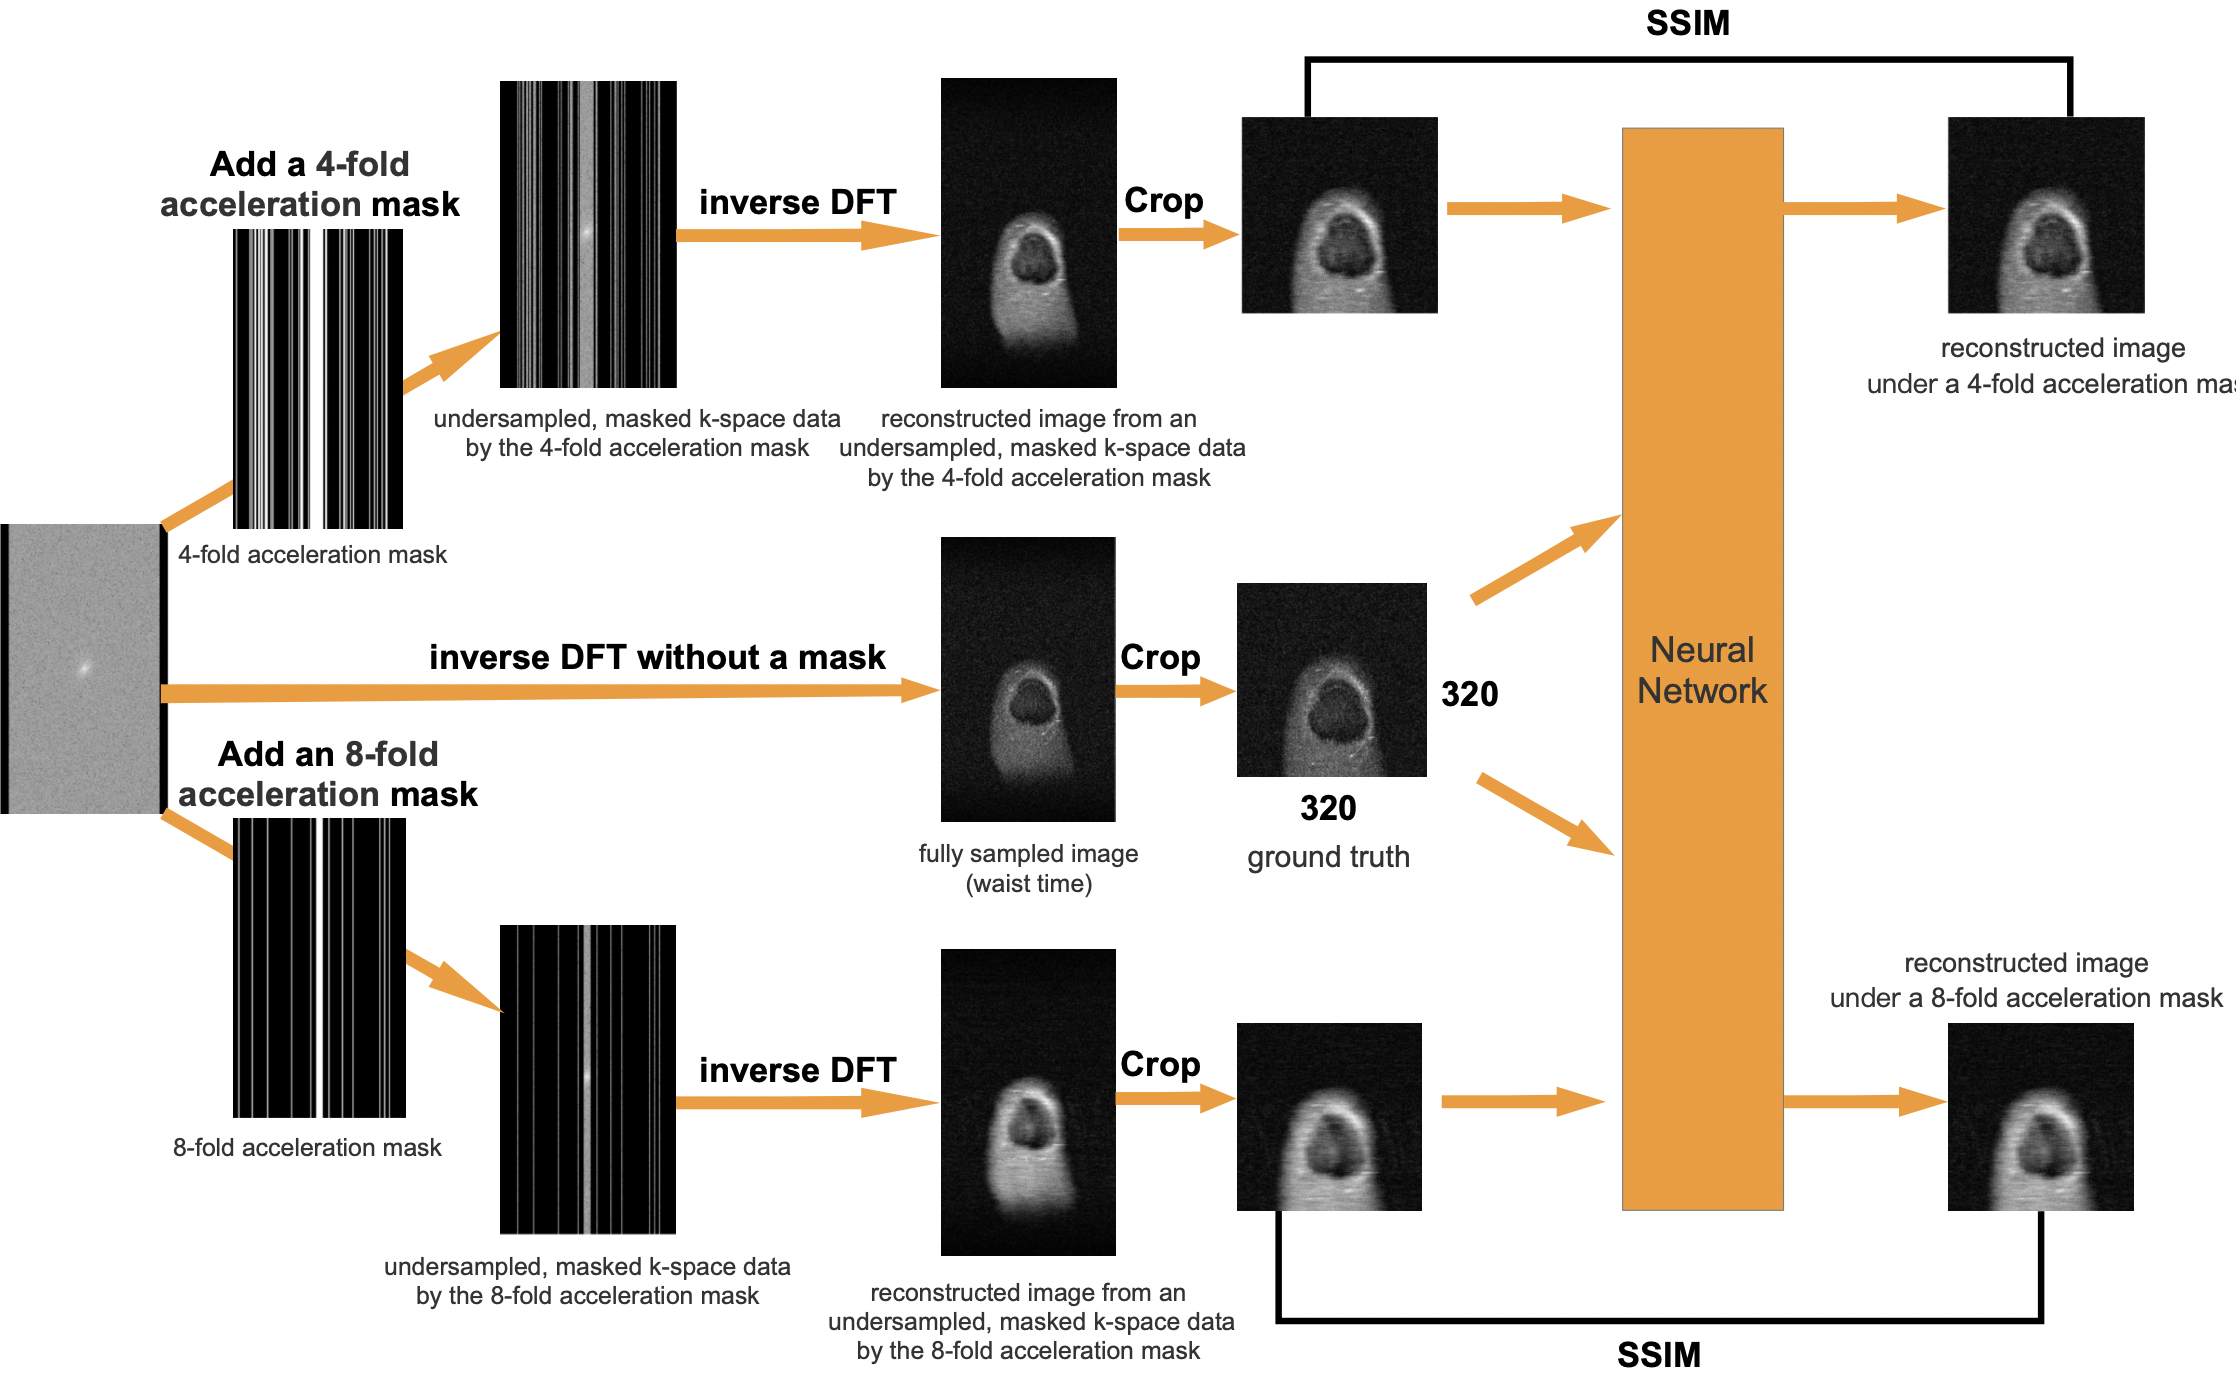 SSIM
Add a 4-fold
acceleration mask
inverse DFT
Crop
reconstructed image
under a 4-fold acceleration mas
undersampled, masked k-space data
by the 4-fold acceleration mask
reconstructed image from an
undersampled, masked k-space data
by the 4-fold acceleration mask
4-fold acceleration mask
inverse DFT without a mask
Crop
320
Neural
Network
320
ground truth
fully sampled image
(waist time)
Add an 8-fold
acceleration mask
8-fold acceleration mask
inverse DFT
Crop
reconstructed image
under a 8-fold acceleration mask
undersampled, masked k-space data
by the 8-fold acceleration mask
reconstructed image from an
undersampled, masked k-space data
by the 8-fold acceleration mask
SSIM